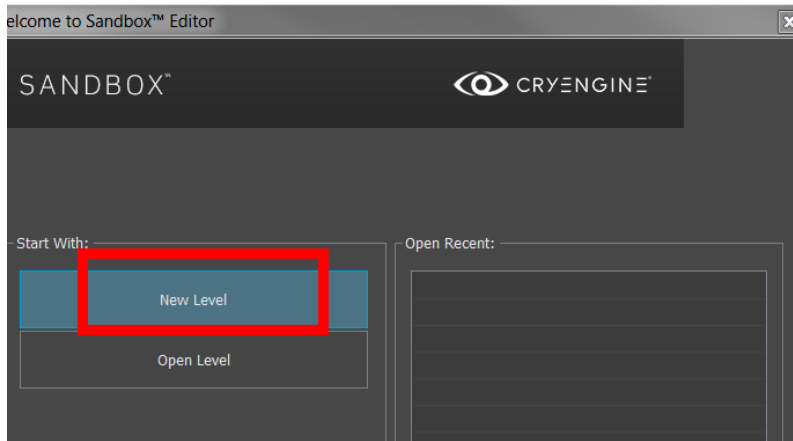 elcome to Sandbox™ Editor
SANDBOX™
CRYENGINE®
Start With:
Open Recent:
New Level
Open Level